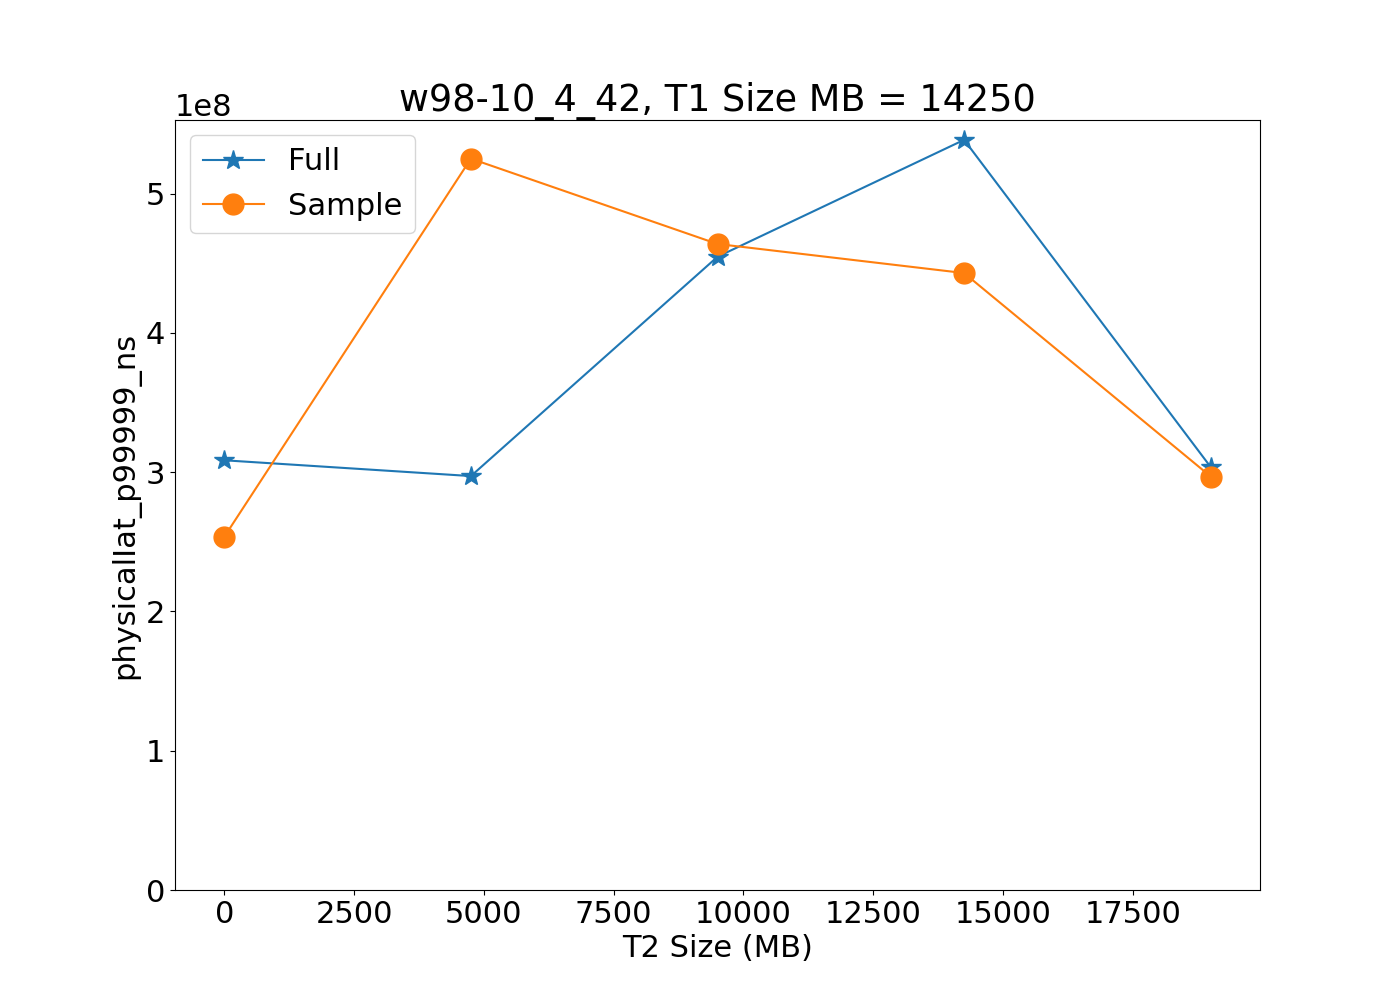 w98-10_4_42, T1 Size MB = 14250
1e8
Full
Sample
5
4
3
2
1
0
physicallat_p99999_ns
0 2500 5000 7500 10000 12500 15000 17500
T2 Size (MB)